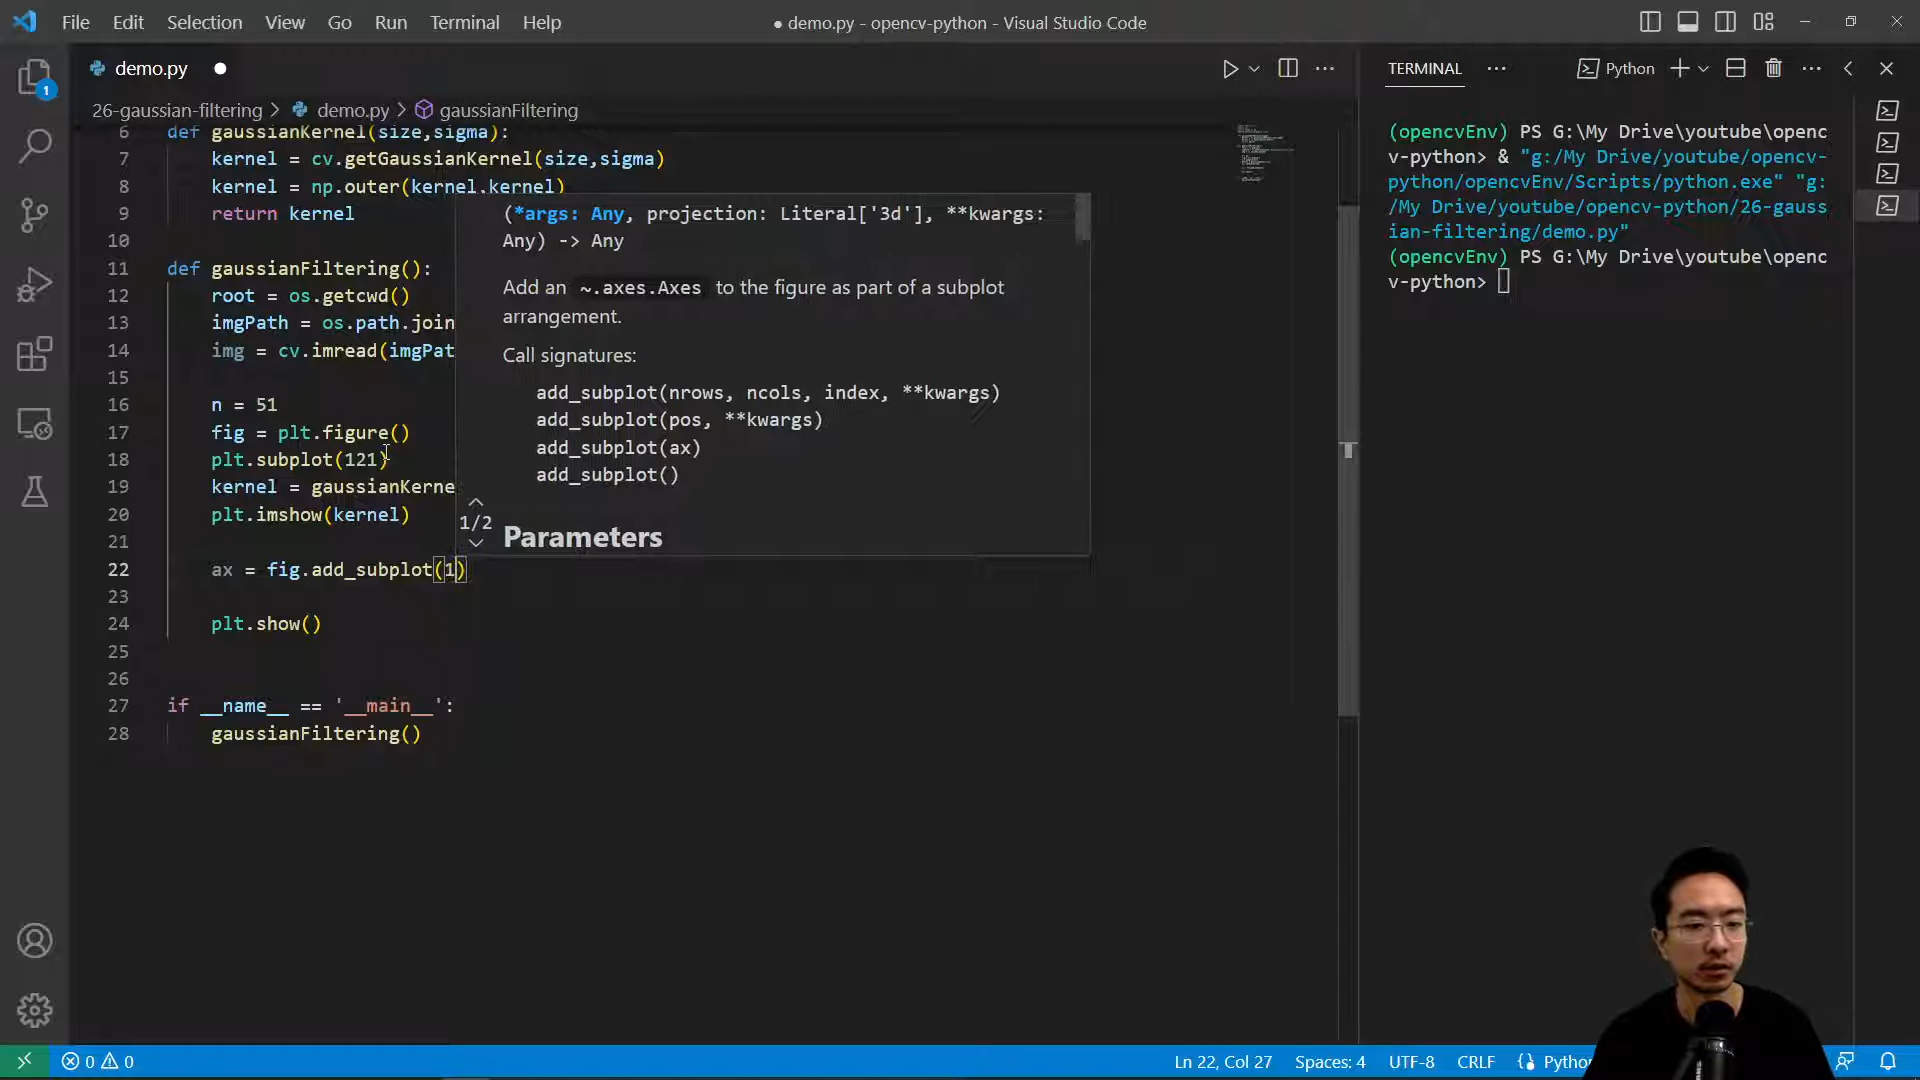 File Edit Selection View Go Run Terminal Help
● demo.py - opencv-python - Visual Studio Code
demo.py ●
26-gaussian-filtering > demo.py > gaussianFiltering
6 def gaussianKernel(size,sigma):
7 kernel = cv.getGaussianKernel(size,sigma)
8 kernel = np.outer(kernel,kernel)
9 return kernel
10
11 def gaussianFiltering():
12 root = os.getcwd()
13 imgPath = os.path.join
14 img = cv.imread(imgPat
15
16 n = 51
17 fig = plt.figure()
18 plt.subplot(121)
19 kernel = gaussianKerne
20 plt.imshow(kernel)
21
22 ax = fig.add_subplot(1)
23
24 plt.show()
25
26
27 if __name__ == '__main__':
28 gaussianFiltering()
(*args: Any, projection: Literal['3d'], **kwargs:
Any) -> Any
Add an ~.axes.Axes to the figure as part of a subplot
arrangement.
Call signatures:
add_subplot(nrows, ncols, index, **kwargs)
add_subplot(pos, **kwargs)
add_subplot(ax)
add_subplot()
1/2
Parameters
TERMINAL
Python
(opencvEnv) PS G:\My Drive\youtube\openc
v-python> & "g:/My Drive/youtube/opencv-
python/opencvEnv/Scripts/python.exe" "g:
/My Drive/youtube/opencv-python/26-gauss
ian-filtering/demo.py"
(opencvEnv) PS G:\My Drive\youtube\openc
v-python>
1
0 0
Ln 22, Col 27 Spaces: 4 UTF-8 CRLF